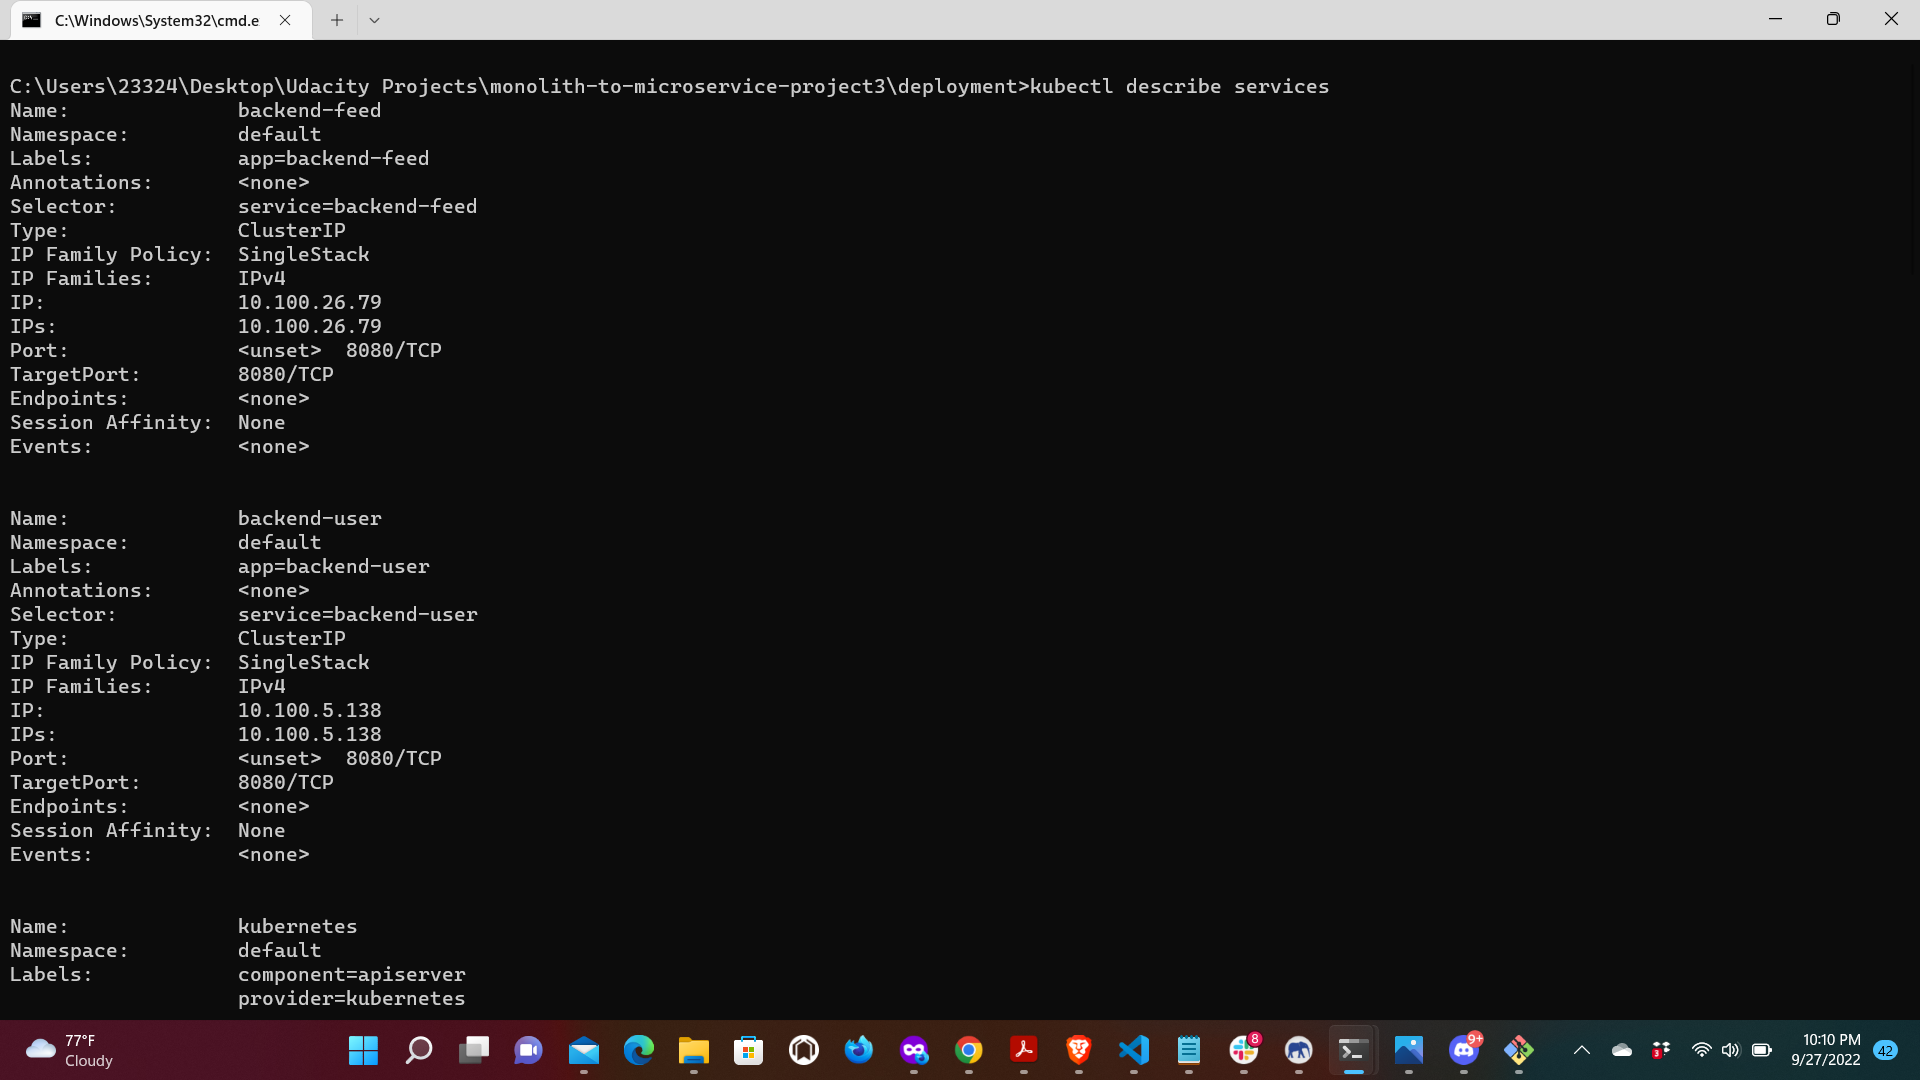 C:\Windows\System32\cmd.e
C:\Users\23324\Desktop\Udacity Projects\monolith-to-microservice-project3\deployment>kubectl describe services
Name:              backend-feed
Namespace:         default
Labels:            app=backend-feed
Annotations:       <none>
Selector:          service=backend-feed
Type:              ClusterIP
IP Family Policy:  SingleStack
IP Families:       IPv4
IP:                10.100.26.79
IPs:               10.100.26.79
Port:              <unset>  8080/TCP
TargetPort:        8080/TCP
Endpoints:         <none>
Session Affinity:  None
Events:            <none>
Name:              backend-user
Namespace:         default
Labels:            app=backend-user
Annotations:       <none>
Selector:          service=backend-user
Type:              ClusterIP
IP Family Policy:  SingleStack
IP Families:       IPv4
IP:                10.100.5.138
IPs:               10.100.5.138
Port:              <unset>  8080/TCP
TargetPort:        8080/TCP
Endpoints:         <none>
Session Affinity:  None
Events:            <none>
Name:              kubernetes
Namespace:         default
Labels:            component=apiserver
                   provider=kubernetes
77°F
Cloudy
8
9+
3
10:10 PM
9/27/2022
42